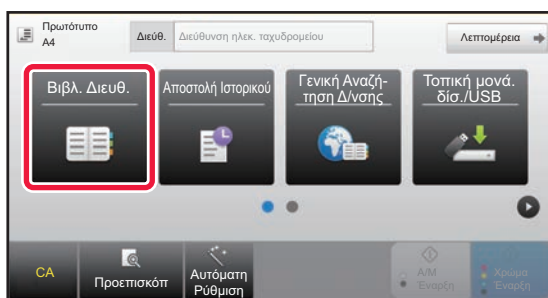 Πρωτότυπο
A4
Διεύθ.
Διεύθυνση ηλεκ. ταχυδρομείου
Λεπτομέρεια
Βιβλ. Διευθ.
Αποστολή Ιστορικού
Γενική Αναζή-
τηση Δ/νσης
Τοπική μονά.
δίσ./USB
CA
Προεπισκόπ
Αυτόματη
Ρύθμιση
Α/Μ
Έναρξη
Χρώμα
Έναρξη